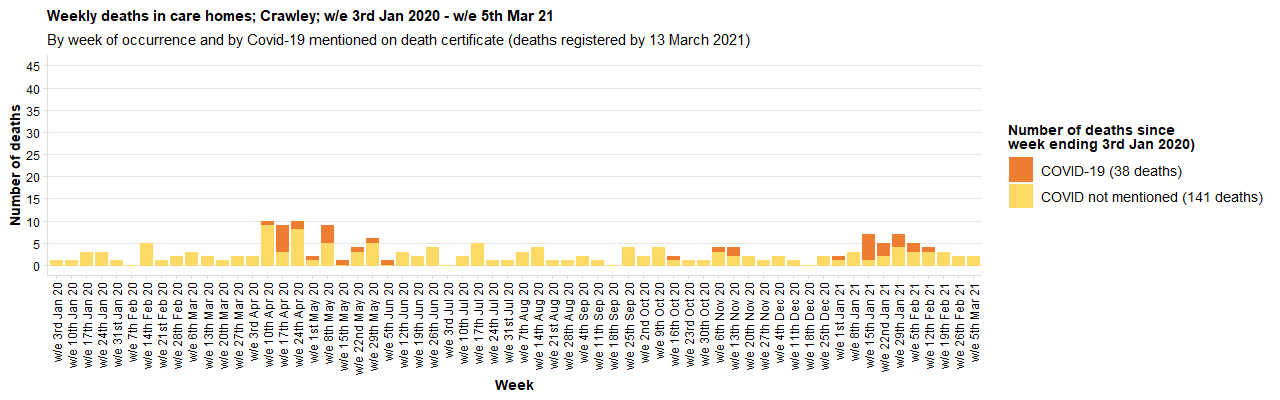 Weekly deaths in care homes; Crawley; w/e 3rd Jan 2020 - w/e 5th Mar 21
By week of occurrence and by Covid-19 mentioned on death certificate (deaths registered by 13 March 2021)
Number of deaths
45
40
35
30
25
20
15
10
5
0
w/e 3rd Jan 20
w/e 10th Jan 20
w/e 17th Jan 20
w/e 24th Jan 20
w/e 31st Jan 20
w/e 7th Feb 20
w/e 14th Feb 20
w/e 21st Feb 20
w/e 28th Feb 20
w/e 6th Mar 20
w/e 13th Mar 20
w/e 20th Mar 20
w/e 27th Mar 20
w/e 3rd Apr 20
w/e 10th Apr 20
w/e 17th Apr 20
w/e 24th Apr 20
w/e 1st May 20
w/e 8th May 20
w/e 15th May 20
w/e 22nd May 20
w/e 29th May 20
w/e 5th Jun 20
w/e 12th Jun 20
w/e 19th Jun 20
w/e 26th Jun 20
w/e 3rd Jul 20
w/e 10th Jul 20
w/e 17th Jul 20
w/e 24th Jul 20
w/e 31st Jul 20
w/e 7th Aug 20
w/e 14th Aug 20
w/e 21st Aug 20
w/e 28th Aug 20
w/e 4th Sep 20
w/e 11th Sep 20
w/e 18th Sep 20
w/e 25th Sep 20
w/e 2nd Oct 20
w/e 9th Oct 20
w/e 16th Oct 20
w/e 23rd Oct 20
w/e 30th Oct 20
w/e 6th Nov 20
w/e 13th Nov 20
w/e 20th Nov 20
w/e 27th Nov 20
w/e 4th Dec 20
w/e 11th Dec 20
w/e 18th Dec 20
w/e 25th Dec 20
w/e 1st Jan 21
w/e 8th Jan 21
w/e 15th Jan 21
w/e 22nd Jan 21
w/e 29th Jan 21
w/e 5th Feb 21
w/e 12th Feb 21
w/e 19th Feb 21
w/e 26th Feb 21
w/e 5th Mar 21
Week
Number of deaths since
week ending 3rd Jan 2020)
COVID-19 (38 deaths)
COVID not mentioned (141 deaths)